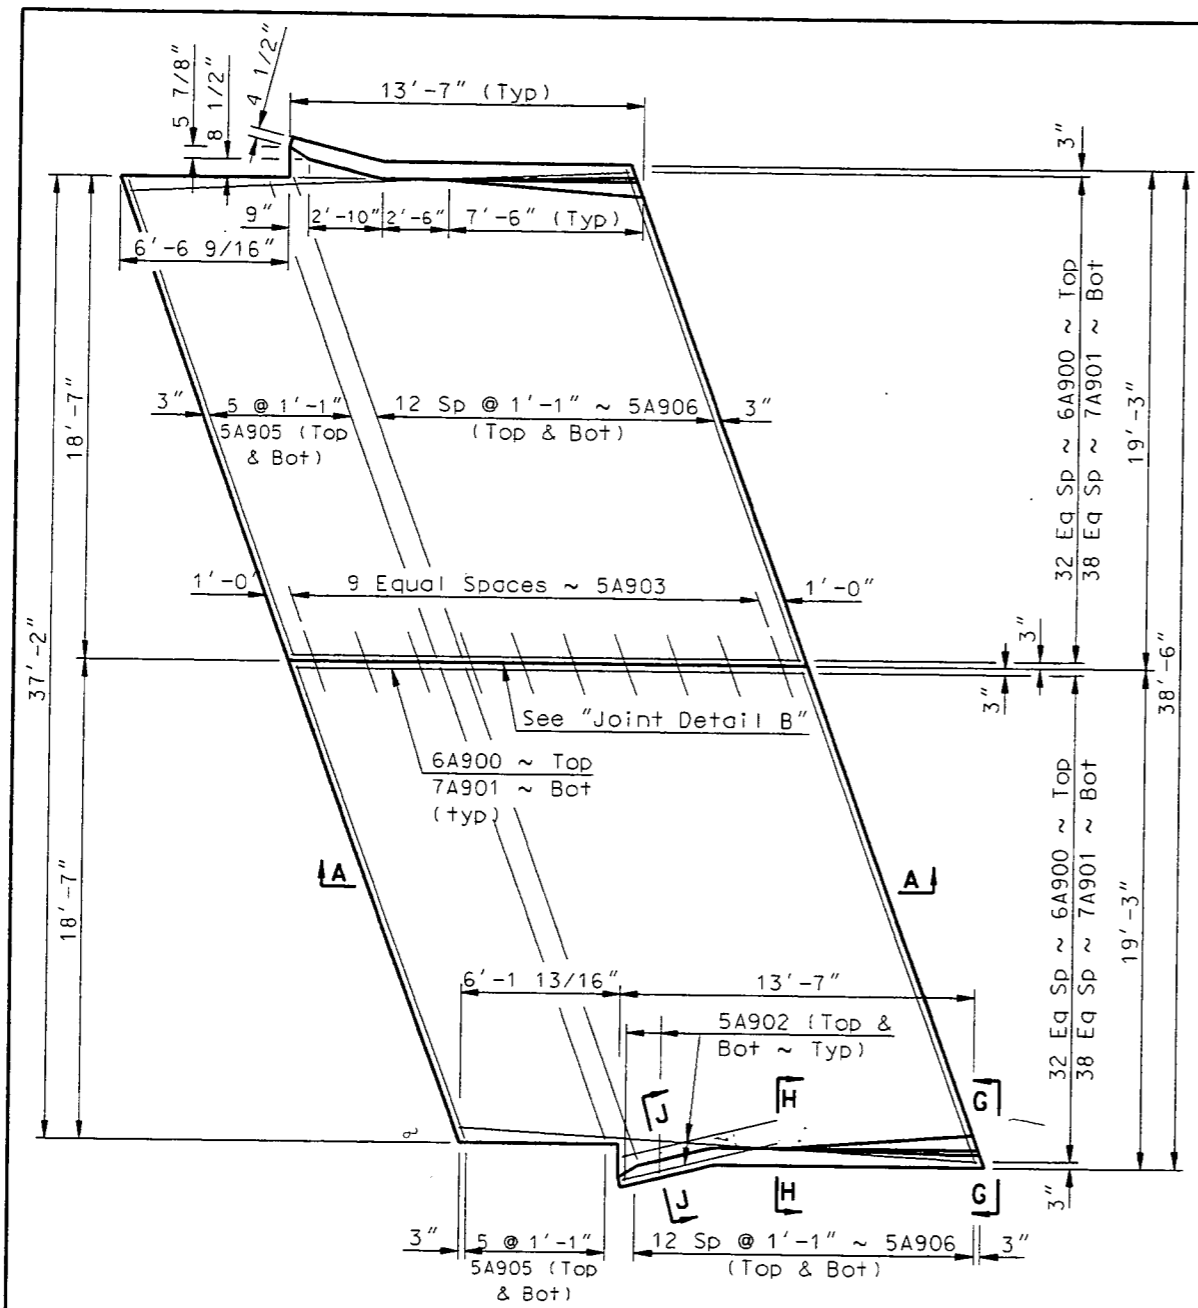 5 7/8"
8 1/2"
4 1/2"
13'-7" (Typ)
3"
9"
2'-10"
2'-6"
7'-6" (Typ)
6'-6 9/16"
32 Eq Sp ~ 6A900 ~ Top
38 Eq Sp ~ 7A901 ~ Bot
18'-7"
19'-3"
3"
5 @ 1'-1"
5A905 (Top
& Bot)
12 Sp @ 1'-1" ~ 5A906
(Top & Bot)
3"
1'-0"
9 Equal Spaces ~ 5A903
1'-0"
37'-2"
38'-6"
3"
3"
See "Joint Detail B"
6A900 ~ Top
7A901 ~ Bot
(typ)
A
A
18'-7"
19'-3"
32 Eq Sp ~ 6A900 ~ Top
38 Eq Sp ~ 7A901 ~ Bot
6'-1 13/16"
13'-7"
5A902 (Top &
Bot ~ Typ)
J
H
G
J
H
G
3"
3"
5 @ 1'-1"
5A905 (Top
& Bot)
12 Sp @ 1'-1" ~ 5A906
(Top & Bot)
3"